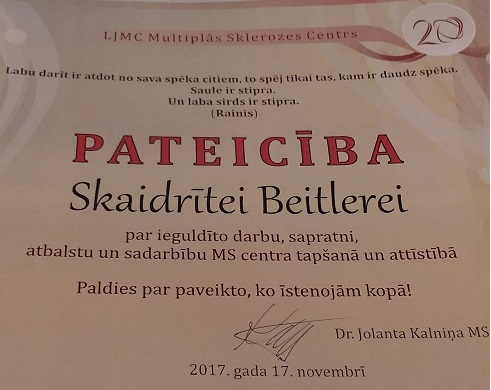 LJMC Multiplās Sklerozes Centrs
20
Labu darīt ir atdot no sava spēka citiem, to spēj tikai tas, kam ir daudz spēka.
Saule ir stipra.
Un laba sirds ir stipra.
(Rainis)
PATEICĪBA
Skaidrītei Beitlerei
par ieguldīto darbu, sapratni,
atbalstu un sadarbību MS centra tapšanā un attīstībā
Paldies par paveikto, ko īstenojām kopā!
Dr. Jolanta Kalniņa MS
2017. gada 17. novembrī